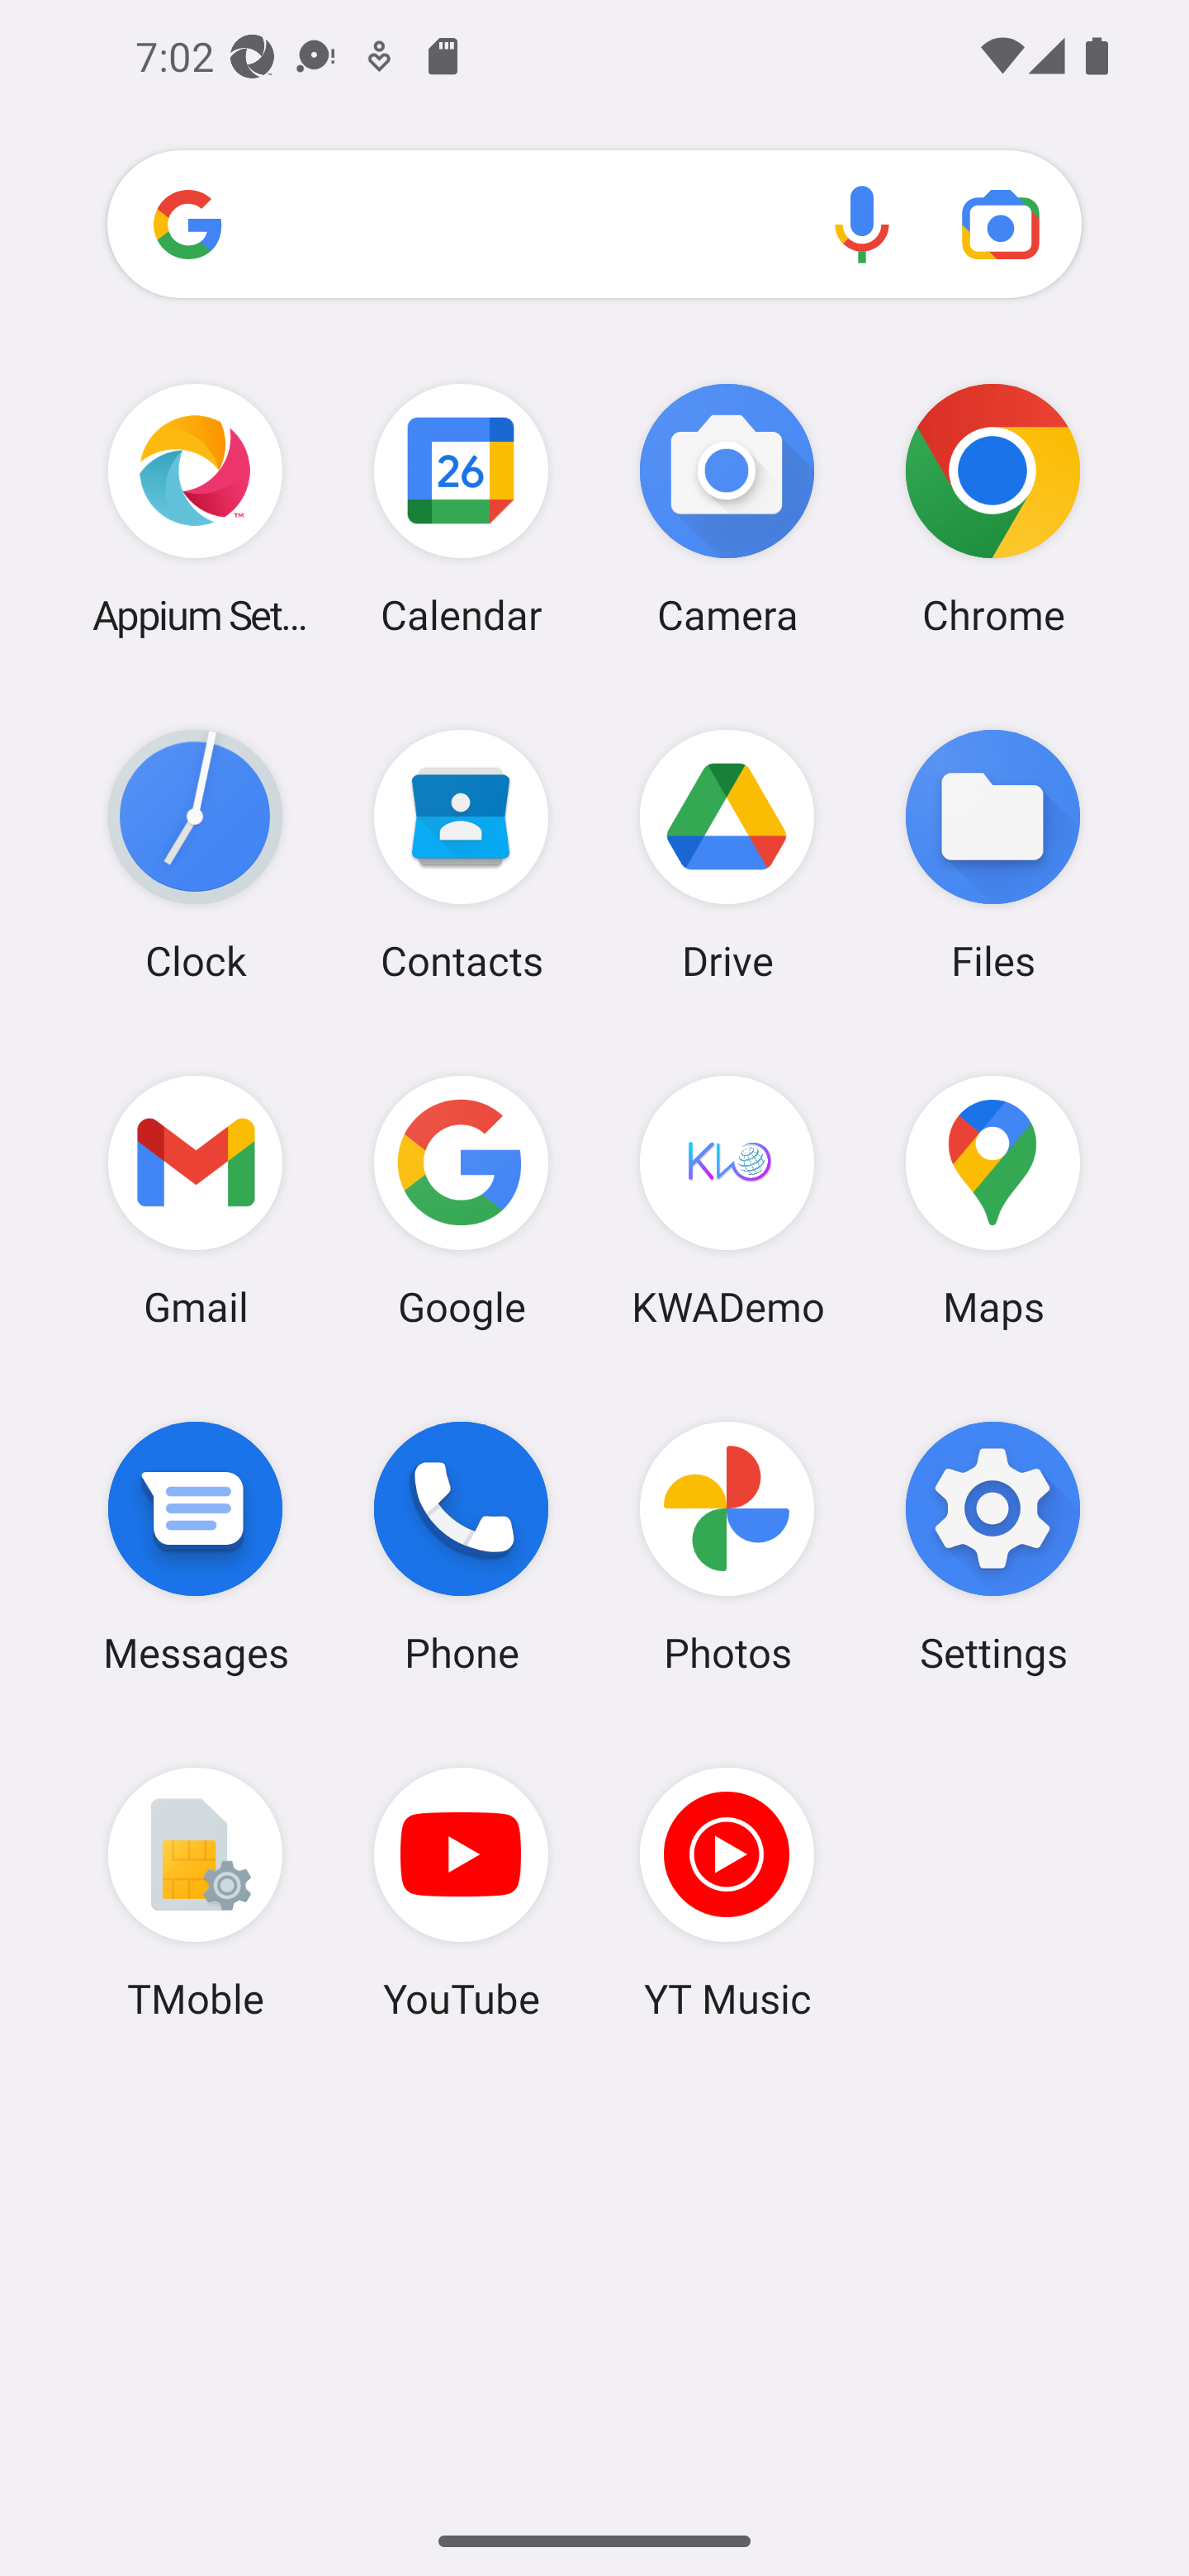 7:02
Appium Set...
26
Calendar
Camera
Chrome
Clock
Contacts
Drive
Files
Gmail
Google
KWADemo
Maps
Messages
Phone
Photos
Settings
TMoble
YouTube
YT Music